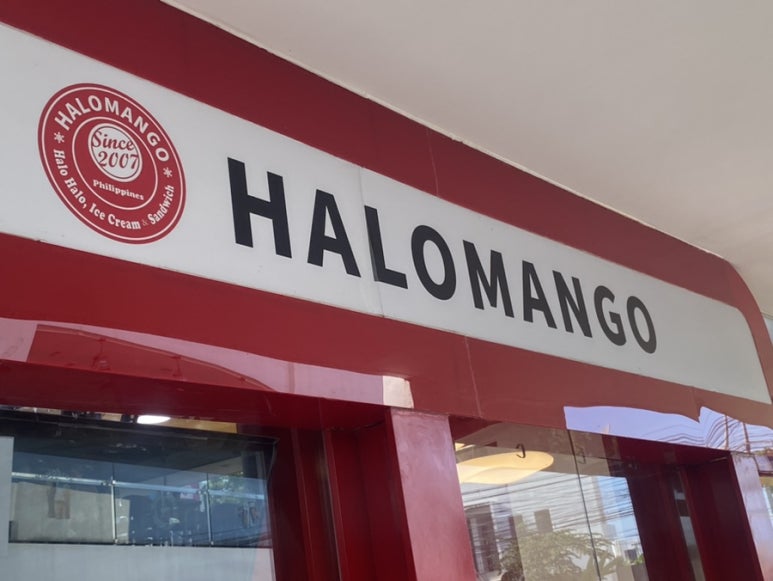 HALOMANGO
Since
2007
Philippines
Halo Halo, Ice Cream & Sandwich
HALOMANGO